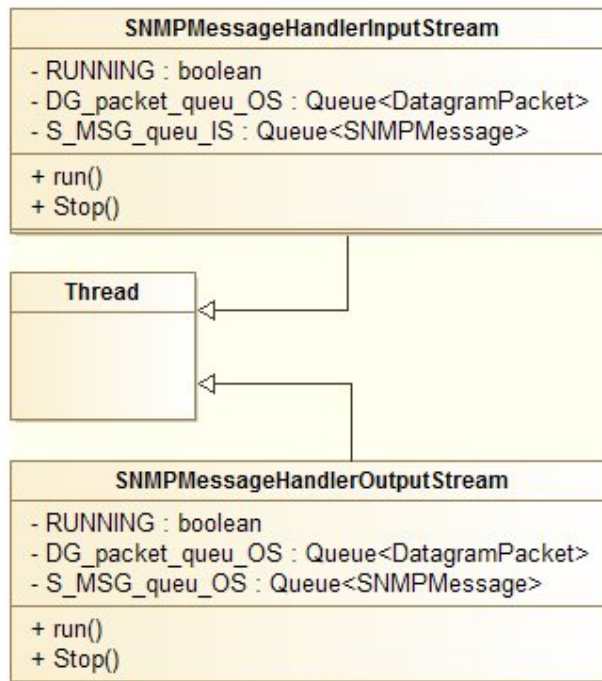 SNMPMessageHandlerInputStream
- RUNNING : boolean
- DG_packet_queu_OS : Queue<DatagramPacket>
- S_MSG_queu_IS : Queue<SNMPMessage>
+ run()
+ Stop()
Thread
SNMPMessageHandlerOutputStream
- RUNNING : boolean
- DG_packet_queu_OS : Queue<DatagramPacket>
- S_MSG_queu_OS : Queue<SNMPMessage>
+ run()
+ Stop()